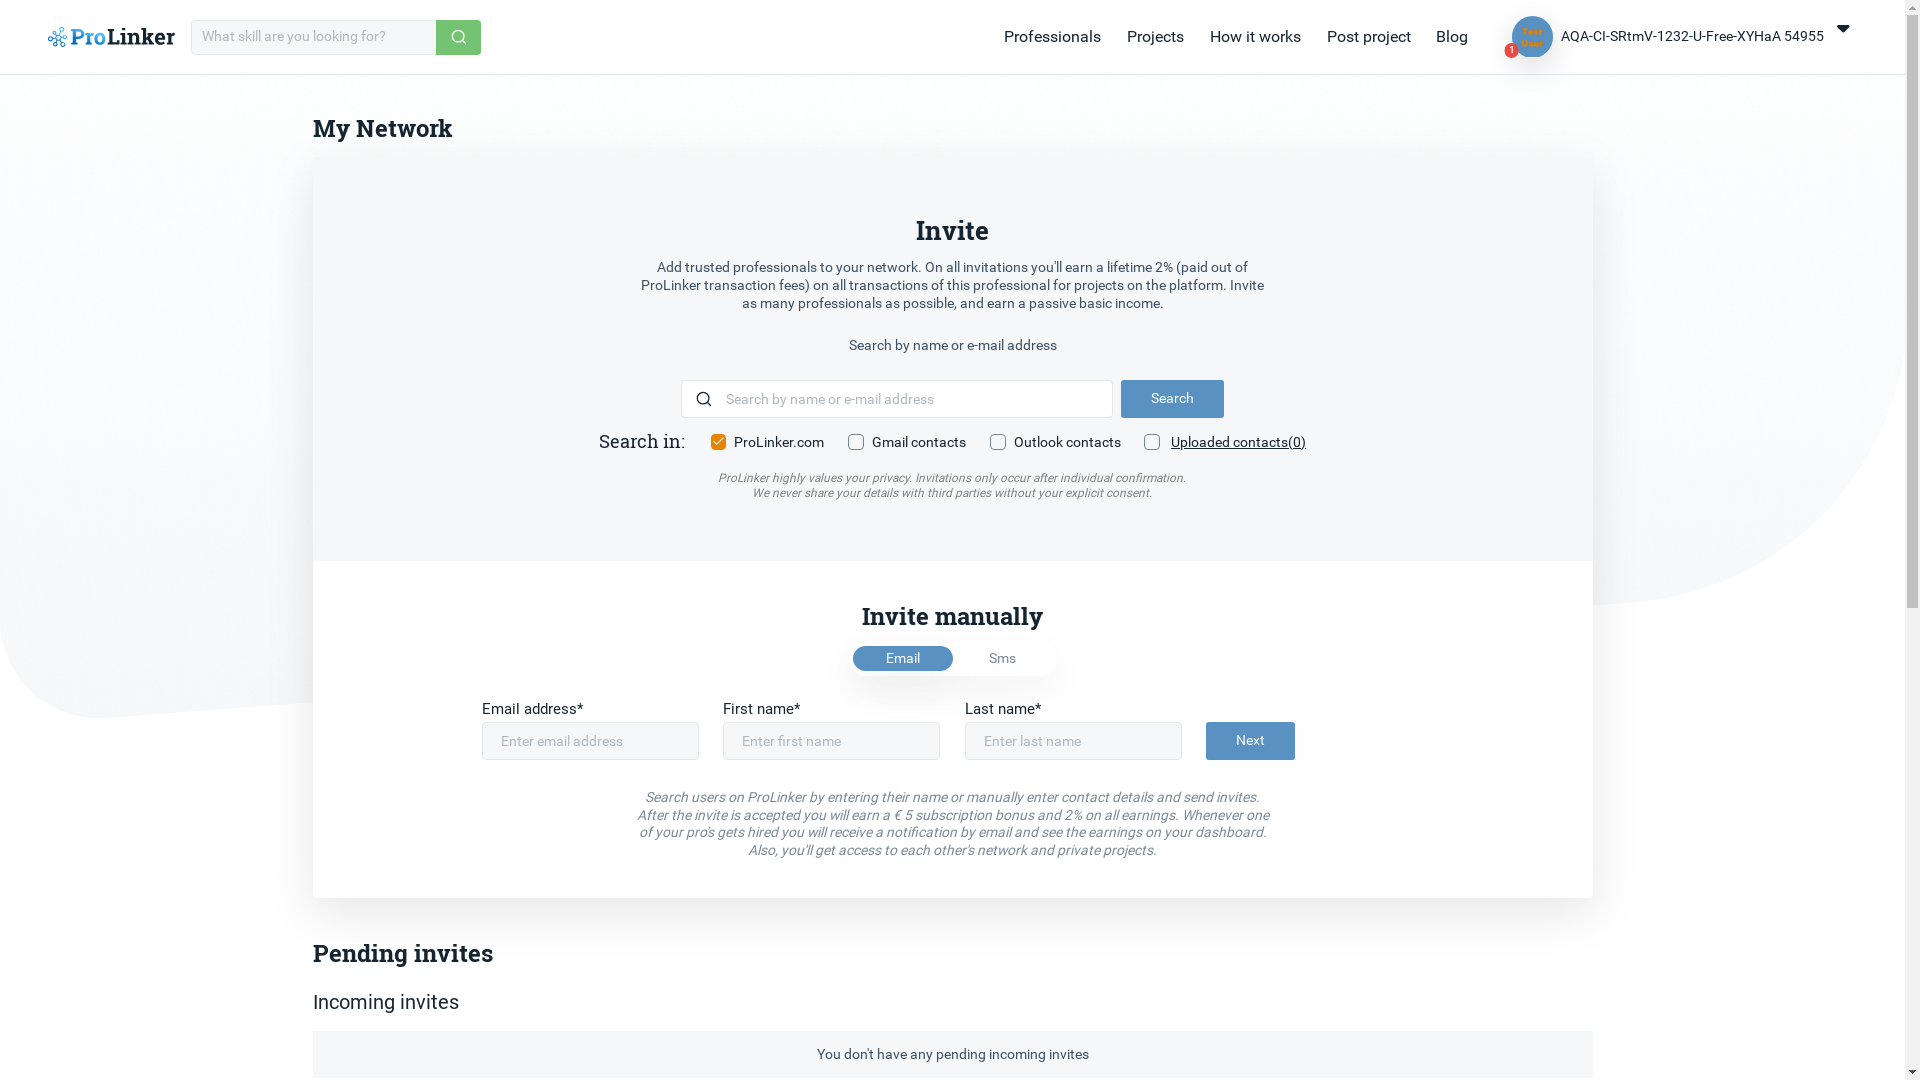 ProLinker
What skill are you looking for?
Professionals
Projects
How it works
Post project
Blog
Test
User
1
AQA-CI-SRtmV-1232-U-Free-XYHaA 54955
My Network
Invite
Add trusted professionals to your network. On all invitations you'll earn a lifetime 2% (paid out of
ProLinker transaction fees) on all transactions of this professional for projects on the platform. Invite
as many professionals as possible, and earn a passive basic income.
Search by name or e-mail address
Search by name or e-mail address
Search
Search in:
ProLinker.com
Gmail contacts
Outlook contacts
Uploaded contacts(0)
ProLinker highly values your privacy. Invitations only occur after individual confirmation.
We never share your details with third parties without your explicit consent.
Invite manually
Email
Sms
Email address*
First name*
Last name*
Enter email address
Enter first name
Enter last name
Next
Search users on ProLinker by entering their name or manually enter contact details and send invites.
After the invite is accepted you will earn a € 5 subscription bonus and 2% on all earnings. Whenever one
of your pro's gets hired you will receive a notification by email and see the earnings on your dashboard.
Also, you'll get access to each other's network and private projects.
Pending invites
Incoming invites
You don't have any pending incoming invites